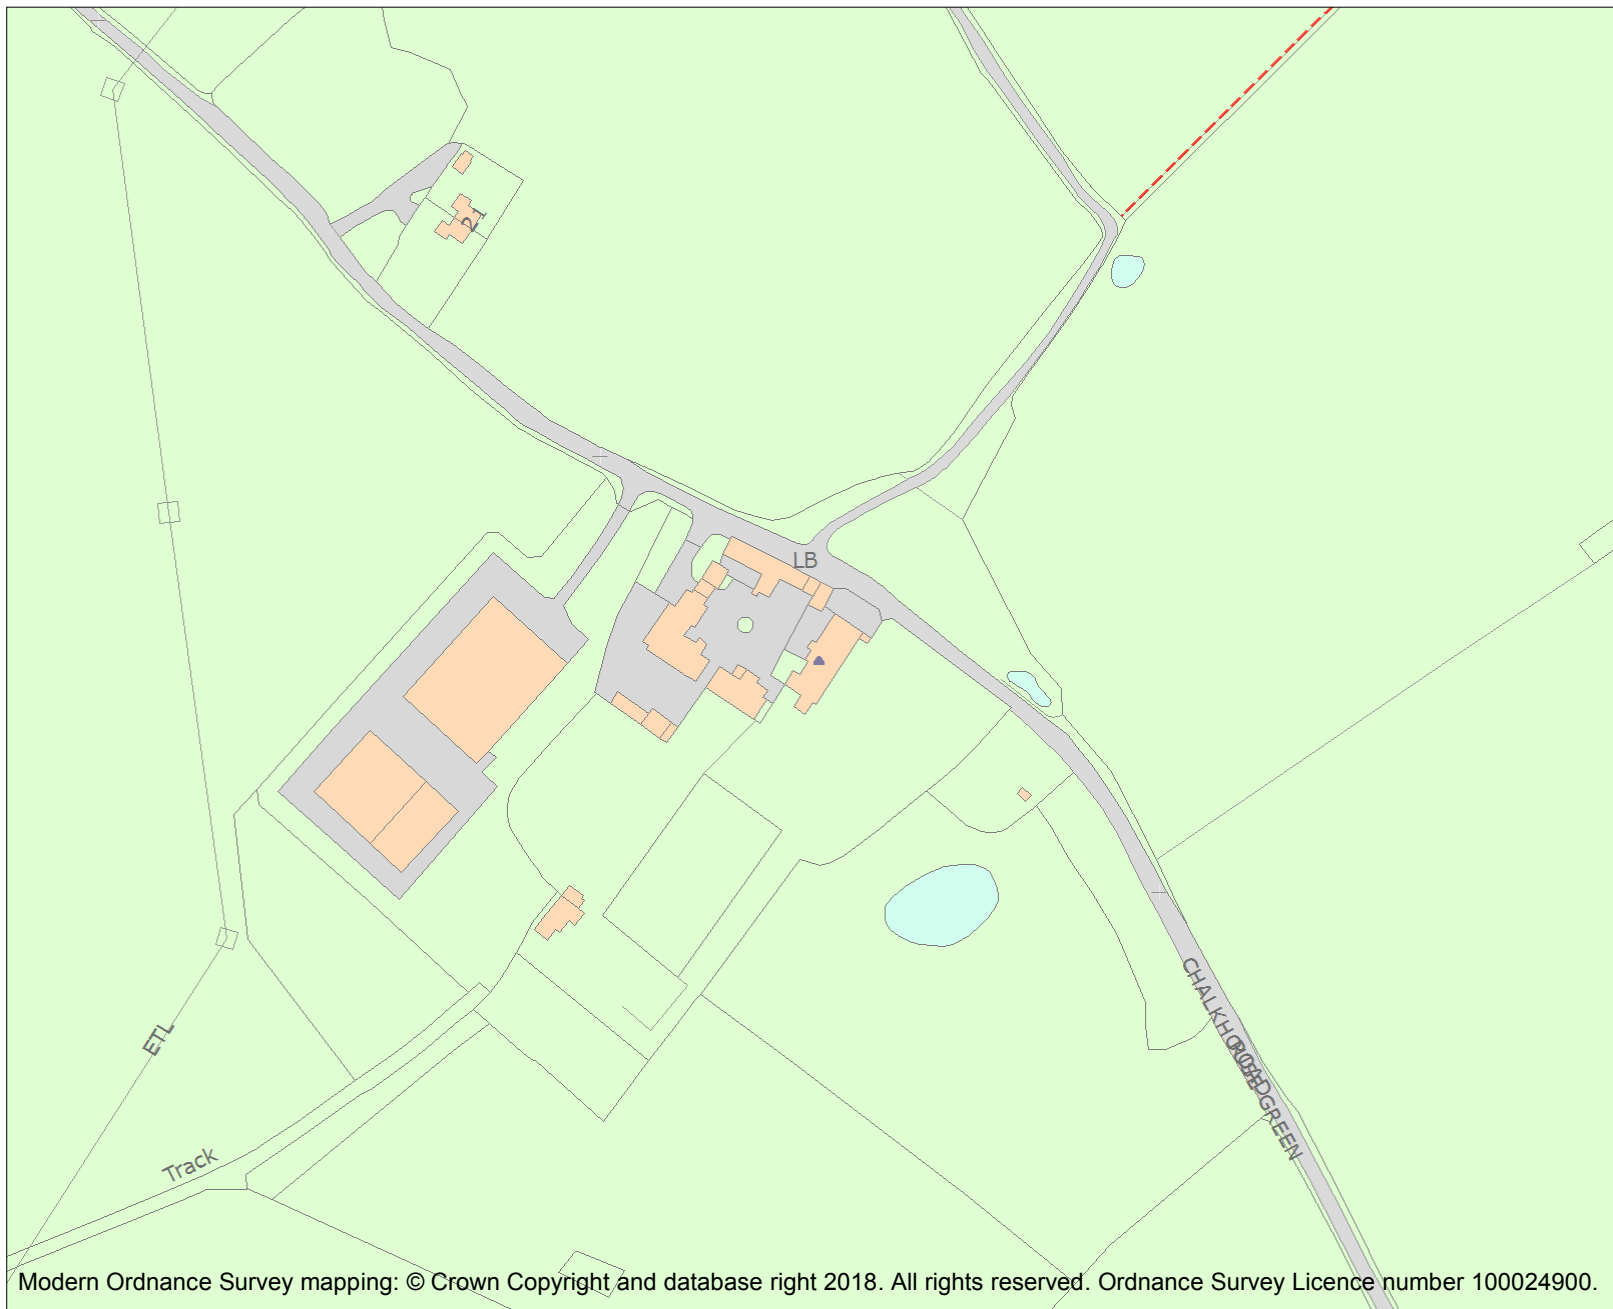 21
LB
CHALKHOUSE GREEN
ROAD
ETL
Track
Modern Ordnance Survey mapping: © Crown Copyright and database right 2018. All rights reserved. Ordnance Survey Licence number 100024900.